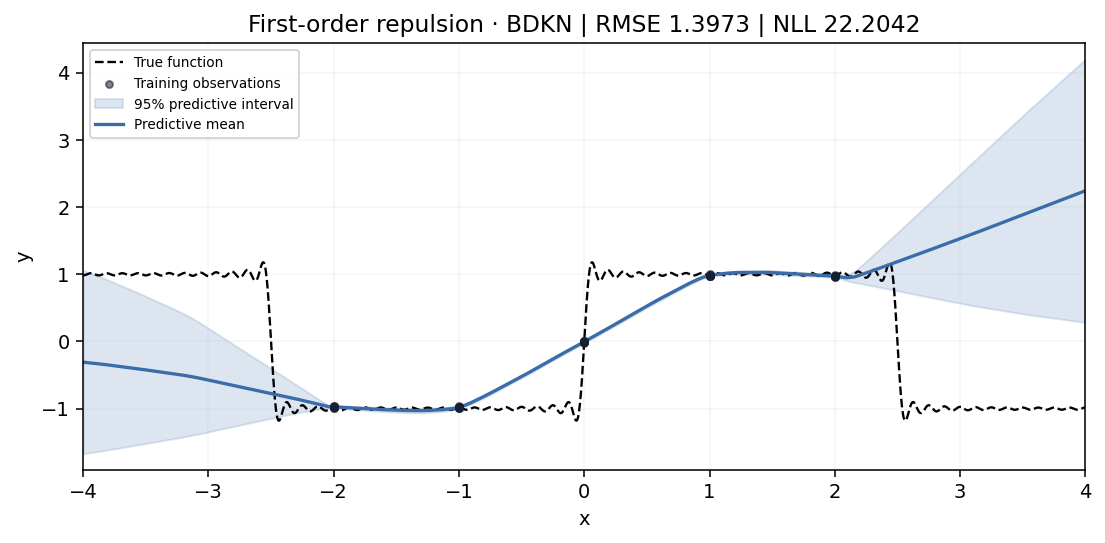 First-order repulsion · BDKN | RMSE 1.3973 | NLL 22.2042
True function
Training observations
95% predictive interval
Predictive mean
4
3
2
1
0
−1
y
−4
−3
−2
−1
0
1
2
3
4
x